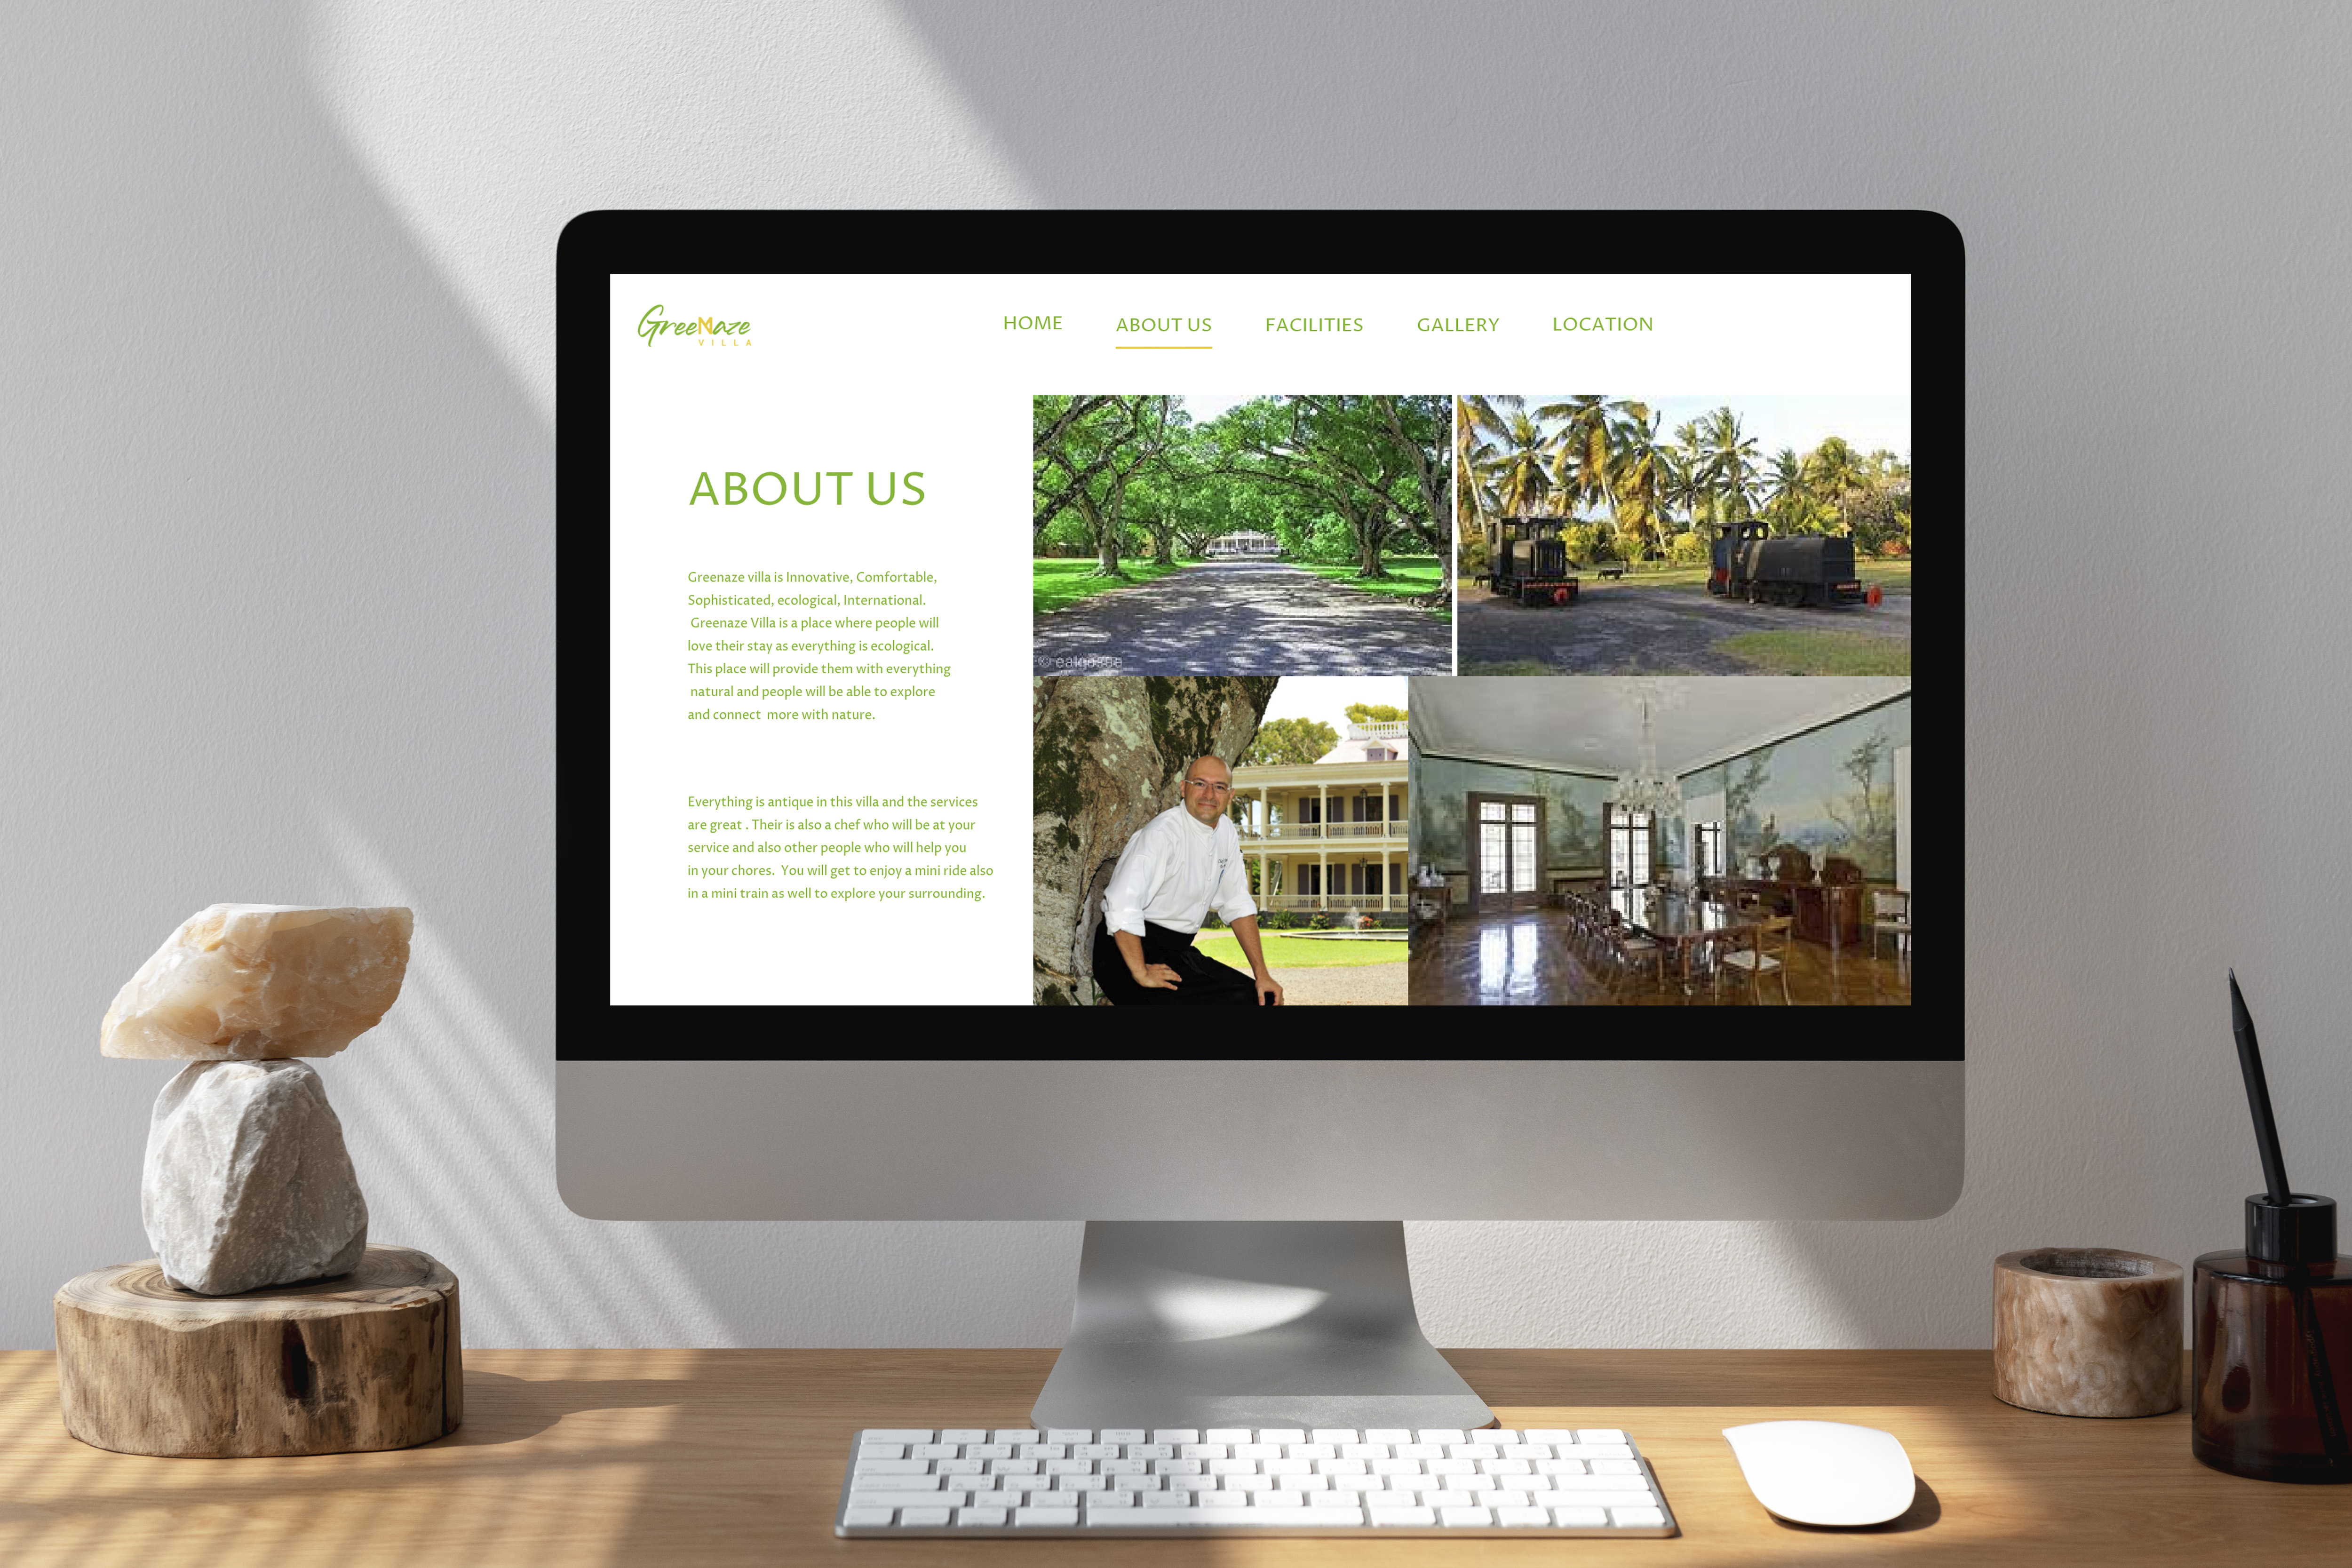 GreeNaze
VILLA
HOME ABOUT US FACILITIES GALLERY LOCATION
ABOUT US
Greenaze villa is Innovative, Comfortable,
Sophisticated, ecological, International.
Greenaze Villa is a place where people will
love their stay as everything is ecological.
This place will provide them with everything
natural and people will be able to explore
and connect more with nature.
Everything is antique in this villa and the services
are great . Their is also a chef who will be at your
service and also other people who will help you
in your chores. You will get to enjoy a mini ride also
in a mini train as well to explore your surrounding.